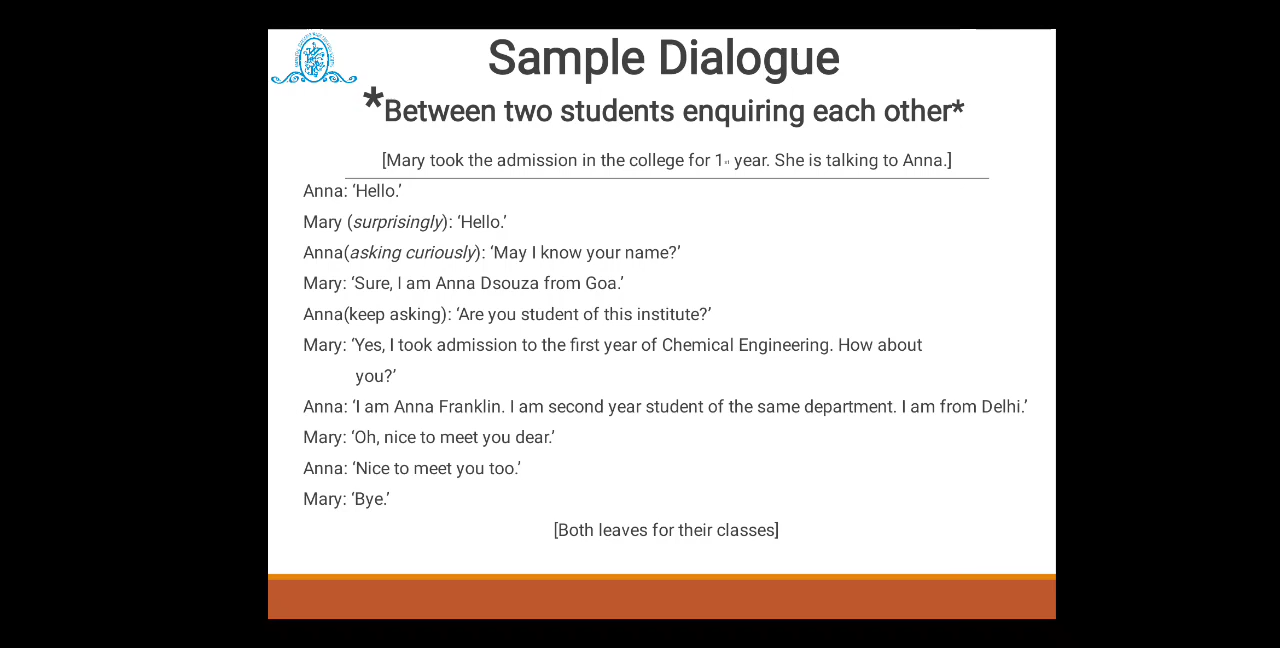 Sample Dialogue
*Between two students enquiring each other*
[Mary took the admission in the college for 1st year. She is talking to Anna.]
Anna: ‘Hello.’
Mary (surprisingly): ‘Hello.’
Anna(asking curiously): ‘May I know your name?’
Mary: ‘Sure, I am Anna Dsouza from Goa.’
Anna(keep asking): ‘Are you student of this institute?’
Mary: ‘Yes, I took admission to the first year of Chemical Engineering. How about
you?’
Anna: ‘I am Anna Franklin. I am second year student of the same department. I am from Delhi.’
Mary: ‘Oh, nice to meet you dear.’
Anna: ‘Nice to meet you too.’
Mary: ‘Bye.’
[Both leaves for their classes]